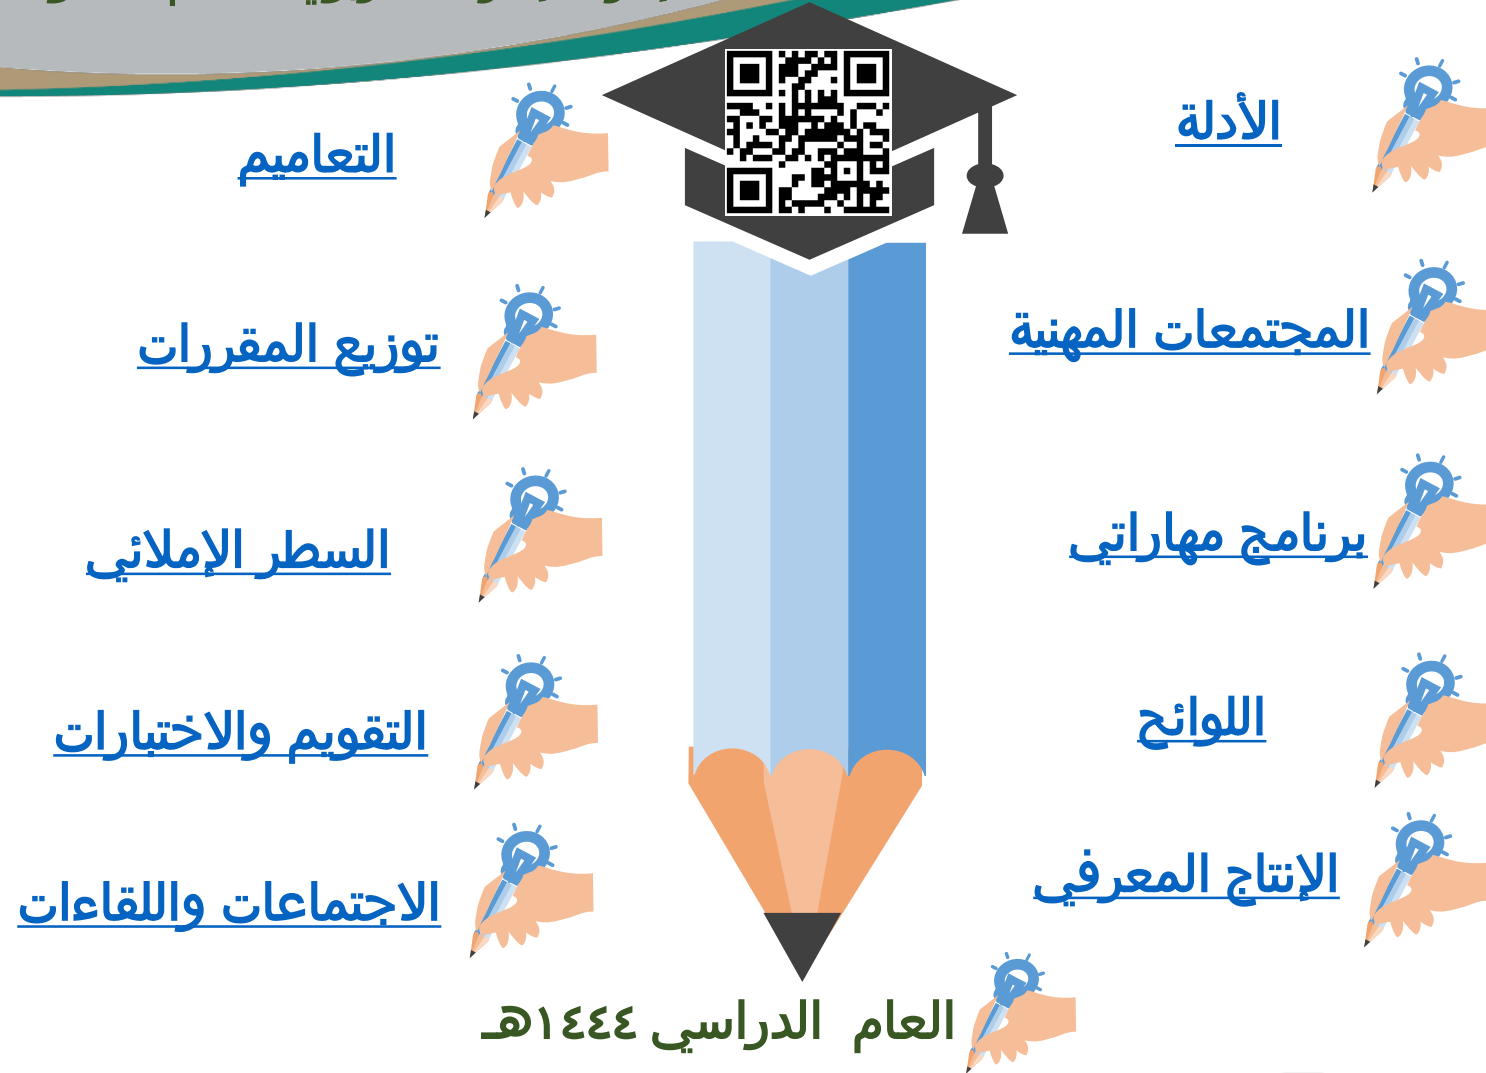 الأدلة
التعاميم
المجتمعات المهنية
توزيع المقررات
برنامج مهاراتي
السطر الإملائي
اللوائح
التقويم والاختبارات
الإنتاج المعرفي
الاجتماعات واللقاءات
العام الدراسي ١٤٤٤هـ